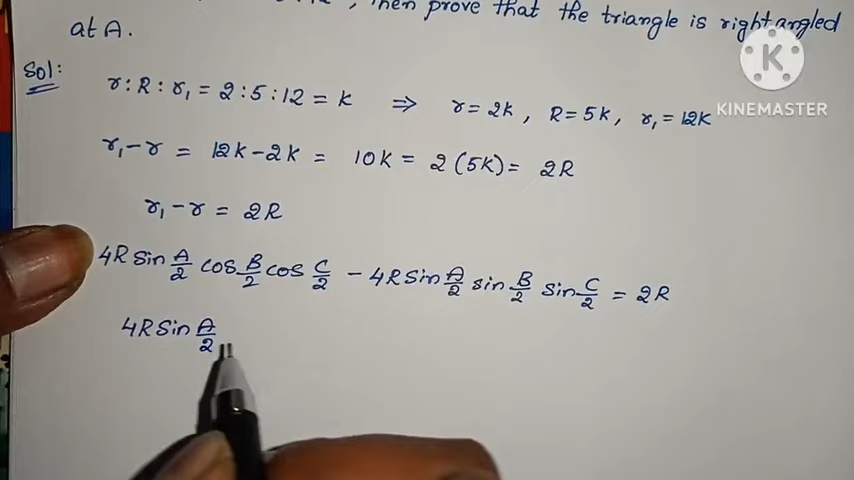 , then prove that the triangle is right angled
at A.
Sol:
r : R : r₁ = 2 : 5 : 12 = K ⇒ r = 2K , R = 5K , r₁ = 12K
K
KINEMASTER
r₁ - r = 12K - 2K = 10K = 2(5K) = 2R
r₁ - r = 2R
4R Sin A/2 cos B/2 cos C/2 - 4R Sin A/2 sin B/2 sin C/2 = 2R
4R Sin A/2